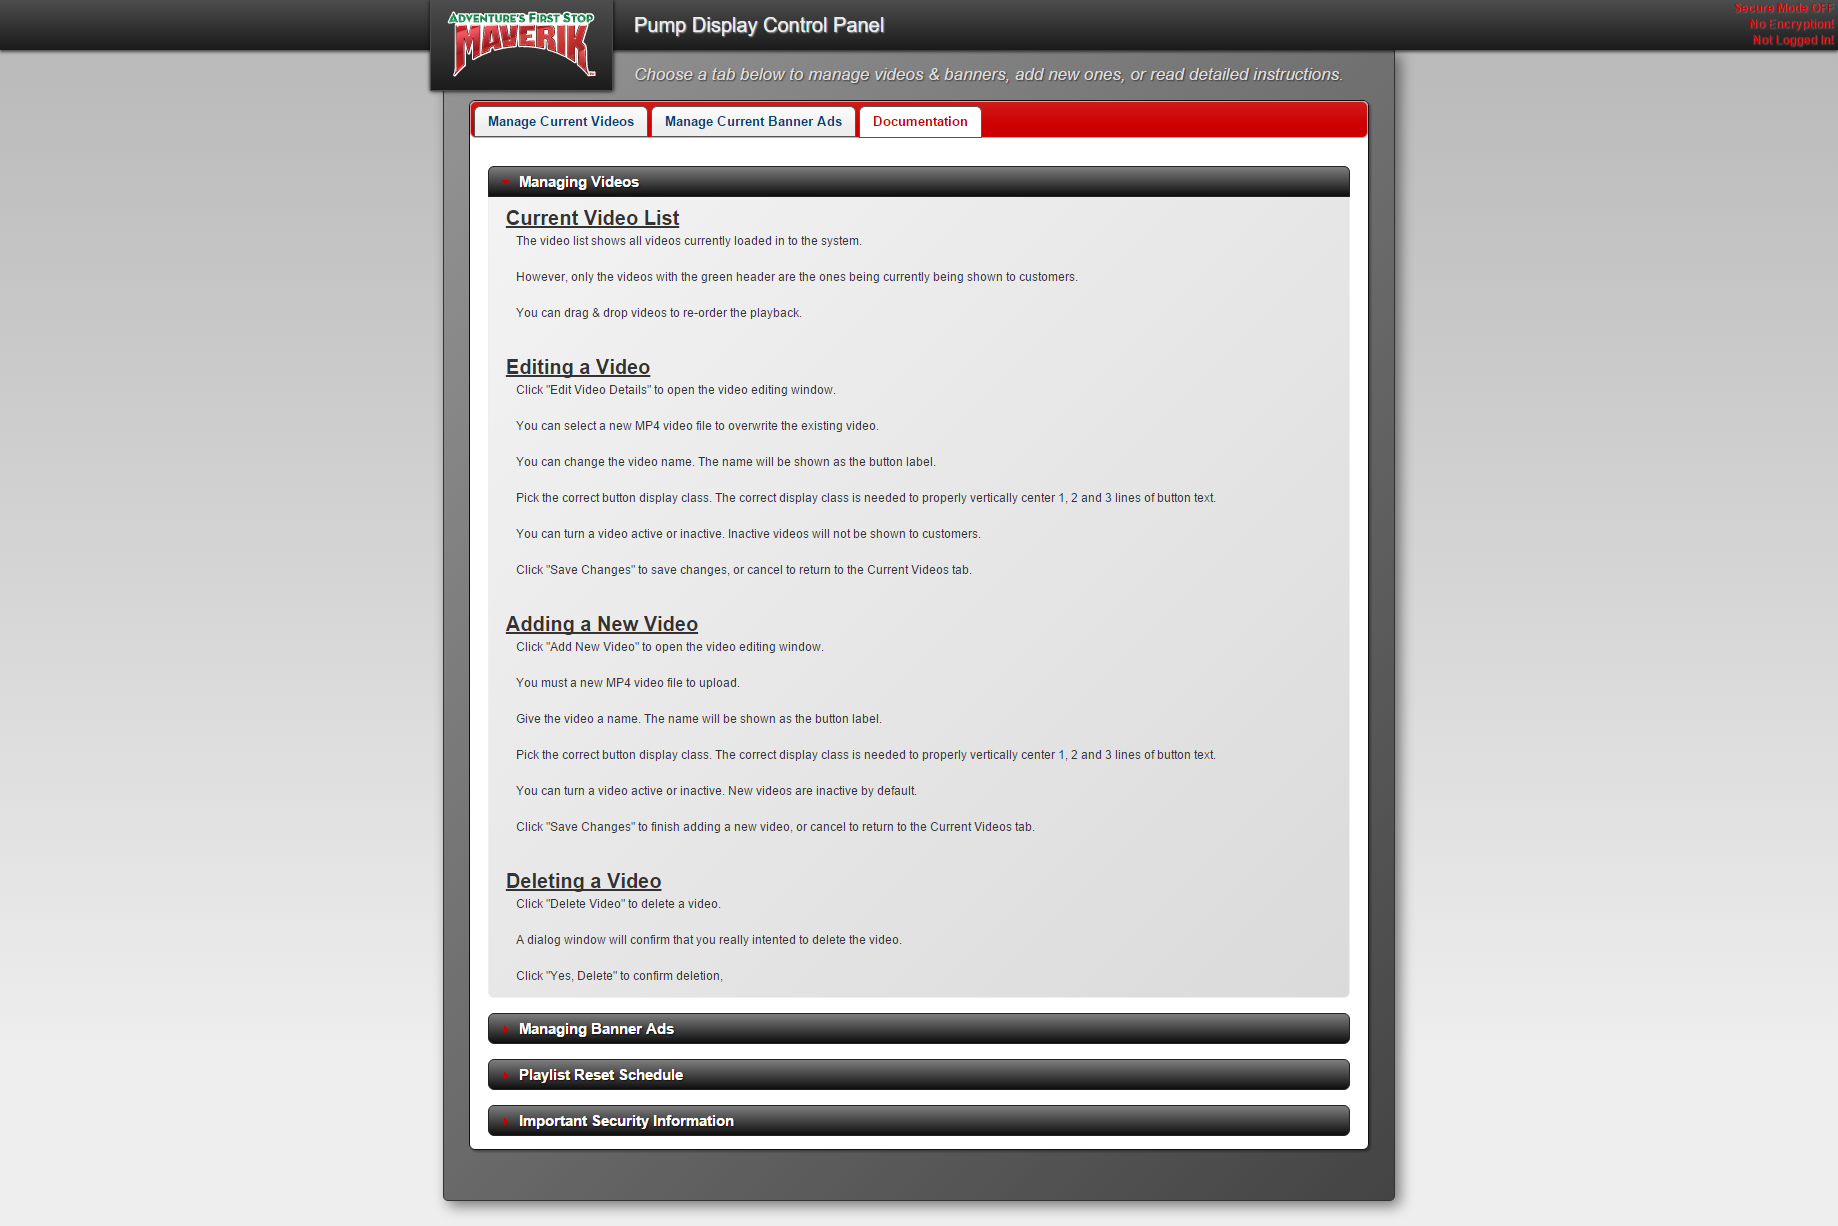 ADVENTURE'S FIRST STOP
MAVERIK
Pump Display Control Panel
Secure Mode OFF
No Encryption!
Not Logged In!
Choose a tab below to manage videos & banners, add new ones, or read detailed instructions.
Manage Current Videos
Manage Current Banner Ads
Documentation
Managing Videos
Current Video List
The video list shows all videos currently loaded in to the system.
However, only the videos with the green header are the ones being currently being shown to customers.
You can drag & drop videos to re-order the playback.
Editing a Video
Click "Edit Video Details" to open the video editing window.
You can select a new MP4 video file to overwrite the existing video.
You can change the video name. The name will be shown as the button label.
Pick the correct button display class. The correct display class is needed to properly vertically center 1, 2 and 3 lines of button text.
You can turn a video active or inactive. Inactive videos will not be shown to customers.
Click "Save Changes" to save changes, or cancel to return to the Current Videos tab.
Adding a New Video
Click "Add New Video" to open the video editing window.
You must a new MP4 video file to upload.
Give the video a name. The name will be shown as the button label.
Pick the correct button display class. The correct display class is needed to properly vertically center 1, 2 and 3 lines of button text.
You can turn a video active or inactive. New videos are inactive by default.
Click "Save Changes" to finish adding a new video, or cancel to return to the Current Videos tab.
Deleting a Video
Click "Delete Video" to delete a video.
A dialog window will confirm that you really intented to delete the video.
Click "Yes, Delete" to confirm deletion,
Managing Banner Ads
Playlist Reset Schedule
Important Security Information